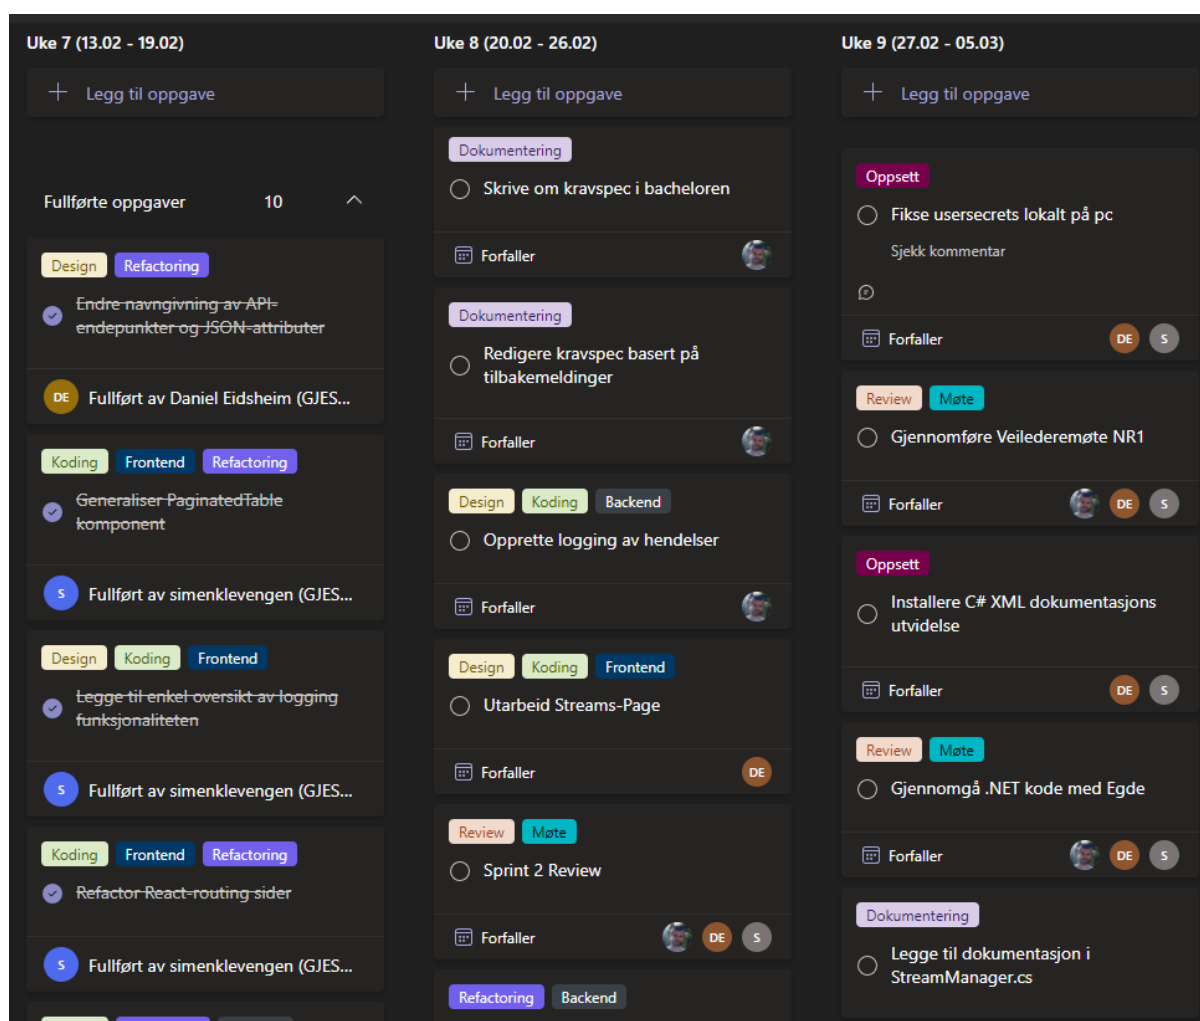 Uke 7 (13.02 - 19.02)
Legg til oppgave
Fullførte oppgaver 10
Design Refactoring
Endre navngivning av API-
endepunkter og JSON-attributer
DE Fullført av Daniel Eidsheim (GJES...
Koding Frontend Refactoring
Generaliser PaginatedTable
komponent
S Fullført av simenklevengen (GJES...
Design Koding Frontend
Legge til enkel oversikt av logging
funksjonaliteten
S Fullført av simenklevengen (GJES...
Koding Frontend Refactoring
Refactor React-routing sider
S Fullført av simenklevengen (GJES...
Uke 8 (20.02 - 26.02)
Legg til oppgave
Dokumentering
Skrive om kravspec i bacheloren
Forfaller
Dokumentering
Redigere kravspec basert på
tilbakemeldinger
Forfaller
Design Koding Backend
Opprette logging av hendelser
Forfaller
Design Koding Frontend
Utarbeid Streams-Page
Forfaller DE
Review Møte
Sprint 2 Review
Forfaller DE S
Refactoring Backend
Uke 9 (27.02 - 05.03)
Legg til oppgave
Oppsett
Fikse usersecrets lokalt på pc
Sjekk kommentar
Forfaller DE S
Review Møte
Gjennomføre Veilederemøte NR1
Forfaller DE S
Oppsett
Installere C# XML dokumentasjons
utvidelse
Forfaller DE S
Review Møte
Gjennomgå .NET kode med Egde
Forfaller DE S
Dokumentering
Legge til dokumentasjon i
StreamManager.cs